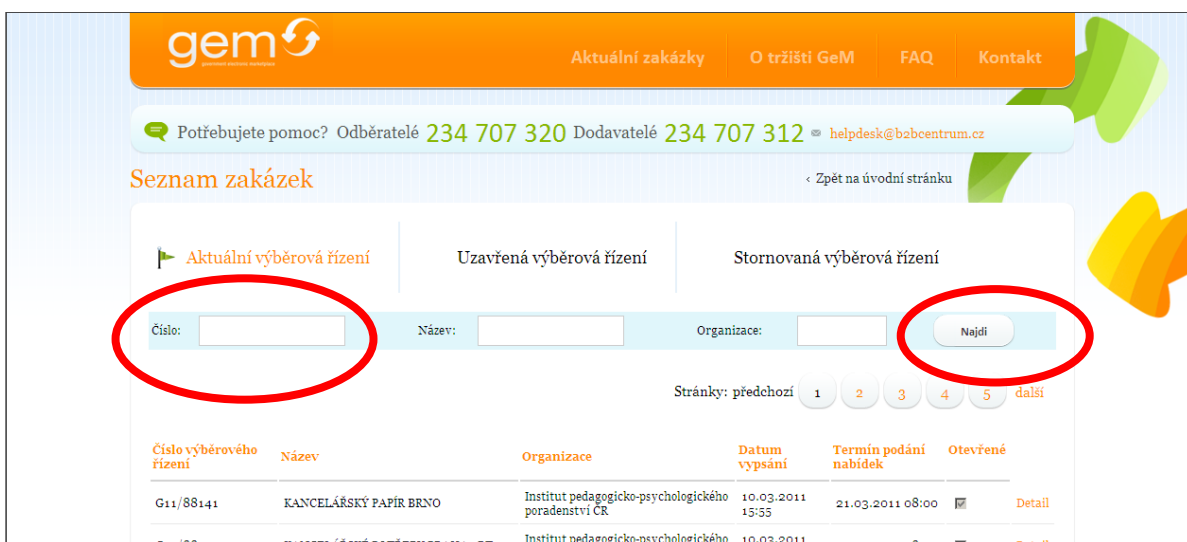 gem
Aktuální zakázky O tržišti GeM FAQ Kontakt
Potřebujete pomoc? Odběratelé 234 707 320 Dodavatelé 234 707 312 helpdesk@b2bcentrum.cz
Seznam zakázek
‹ Zpět na úvodní stránku
Aktuální výběrová řízení Uzavřená výběrová řízení Stornovaná výběrová řízení
Číslo: Název: Organizace: Najdi
Stránky: předchozí 1 2 3 4 5 další
Číslo výběrového řízení Název Organizace Datum vypsání Termín podání nabídek Otevřené
G11/88141 KANCELÁŘSKÝ PAPÍR BRNO Institut pedagogicko-psychologického poradenství ČR 10.03.2011 15:55 21.03.2011 08:00 Detail
Institut pedagogicko-psychologického 10.03.2011